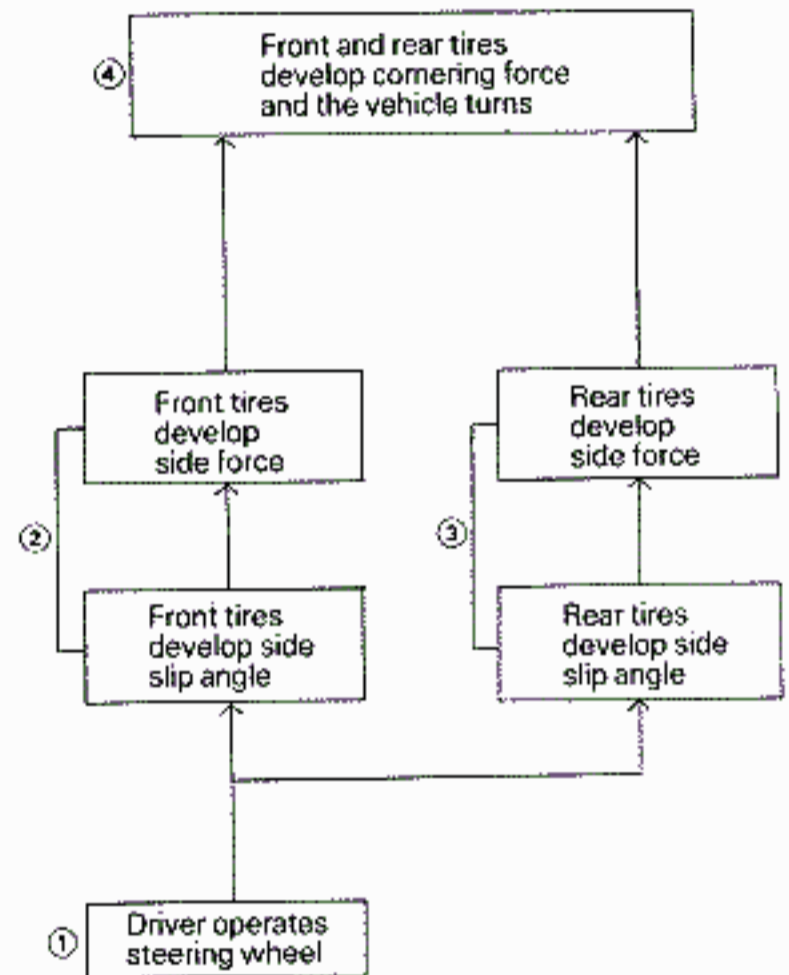 ④
Front and rear tires
develop cornering force
and the vehicle turns
Front tires
develop
side force
Rear tires
develop
side force
②
③
Front tires
develop side
slip angle
Rear tires
develop side
slip angle
①
Driver operates
steering wheel